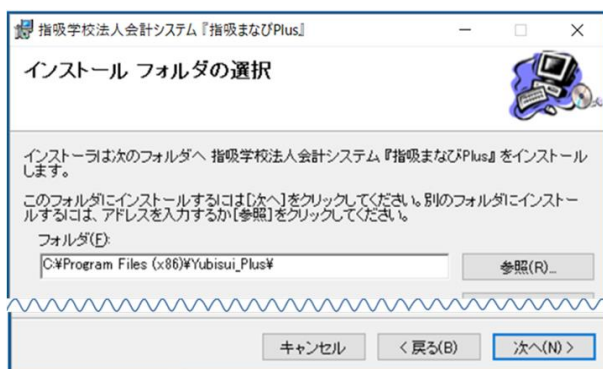 指吸学校法人会計システム『指吸まなびPlus』
インストール フォルダの選択
インストーラは次のフォルダへ 指吸学校法人会計システム『指吸まなびPlus』をインストール
します。
このフォルダにインストールするには[次へ]をクリックしてください。別のフォルダにインストー
ルするには、アドレスを入力するか[参照]をクリックしてください。
フォルダ(F):
C:¥Program Files (x86)¥Yubisui_Plus¥
参照(R)...
キャンセル
< 戻る(B)
次へ(N) >